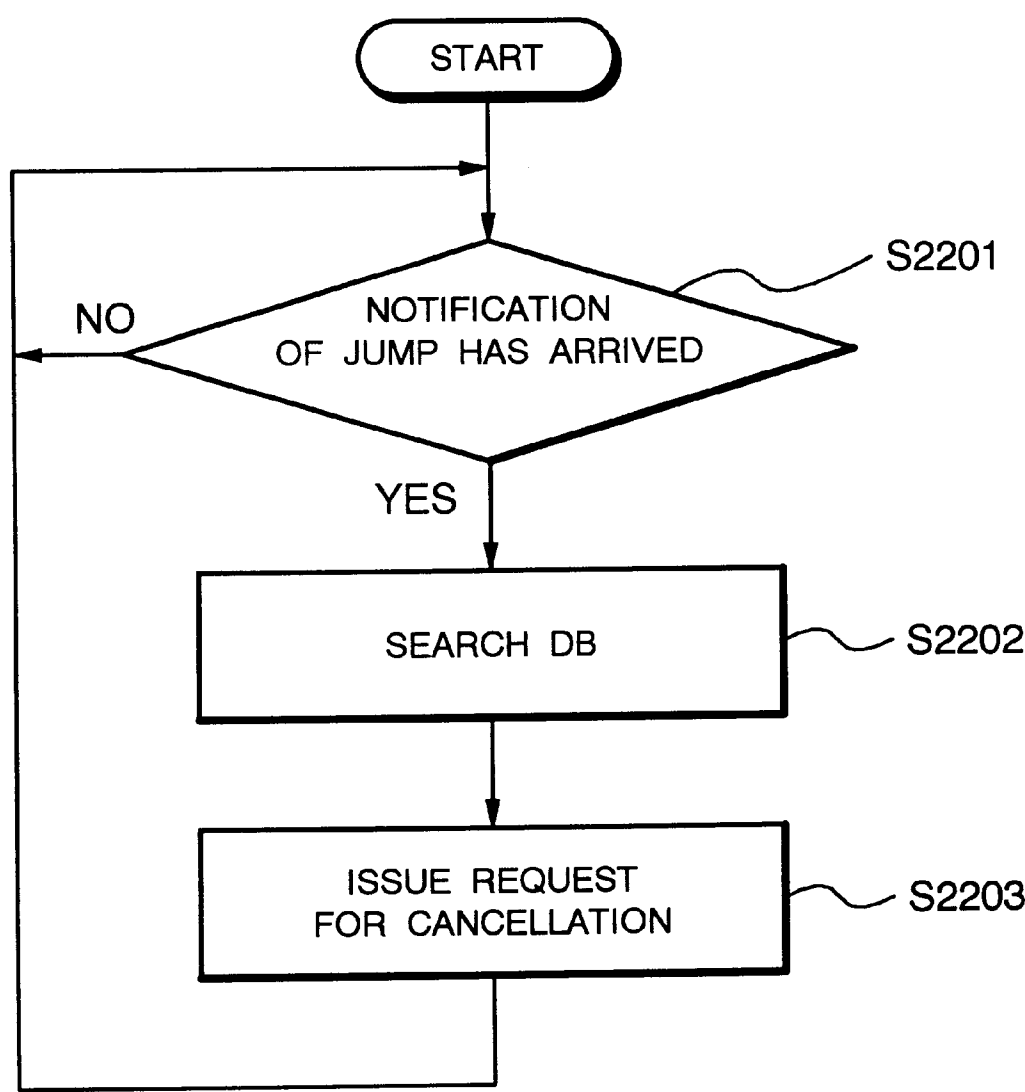 START
S2201
NOTIFICATION
OF JUMP HAS ARRIVED
NO
YES
SEARCH DB
S2202
ISSUE REQUEST
FOR CANCELLATION
S2203